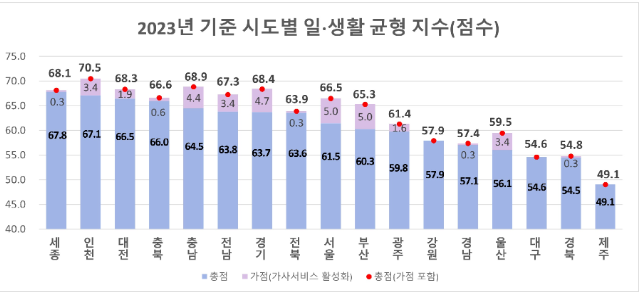 2023년 기준 시도별 일·생활 균형 지수(점수)
75.0
70.0
65.0
60.0
55.0
50.0
45.0
40.0
68.1 70.5 68.3 66.6 68.9 67.3 68.4 63.9 66.5 65.3 61.4 57.9 57.4 59.5 54.6 54.8 49.1
0.3 3.4 1.9 0.6 4.4 3.4 4.7 0.3 5.0 5.0 1.6 0.3 3.4 0.3
67.8 67.1 66.5 66.0 64.5 63.8 63.7 63.6 61.5 60.3 59.8 57.9 57.1 56.1 54.6 54.5 49.1
세종 인천 대전 충북 충남 전남 경기 전북 서울 부산 광주 강원 경남 울산 대구 경북 제주
총점 가점(가사서비스 활성화) 총점(가점 포함)